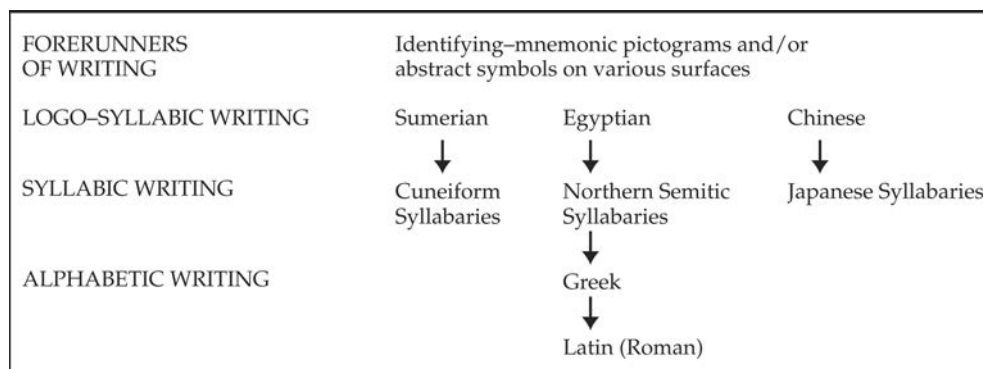 FORERUNNERS Identifying–mnemonic pictograms and/or
OF WRITING abstract symbols on various surfaces
LOGO–SYLLABIC WRITING Sumerian Egyptian Chinese
SYLLABIC WRITING Cuneiform Northern Semitic Japanese Syllabaries
Syllabaries Syllabaries
ALPHABETIC WRITING Greek
Latin (Roman)